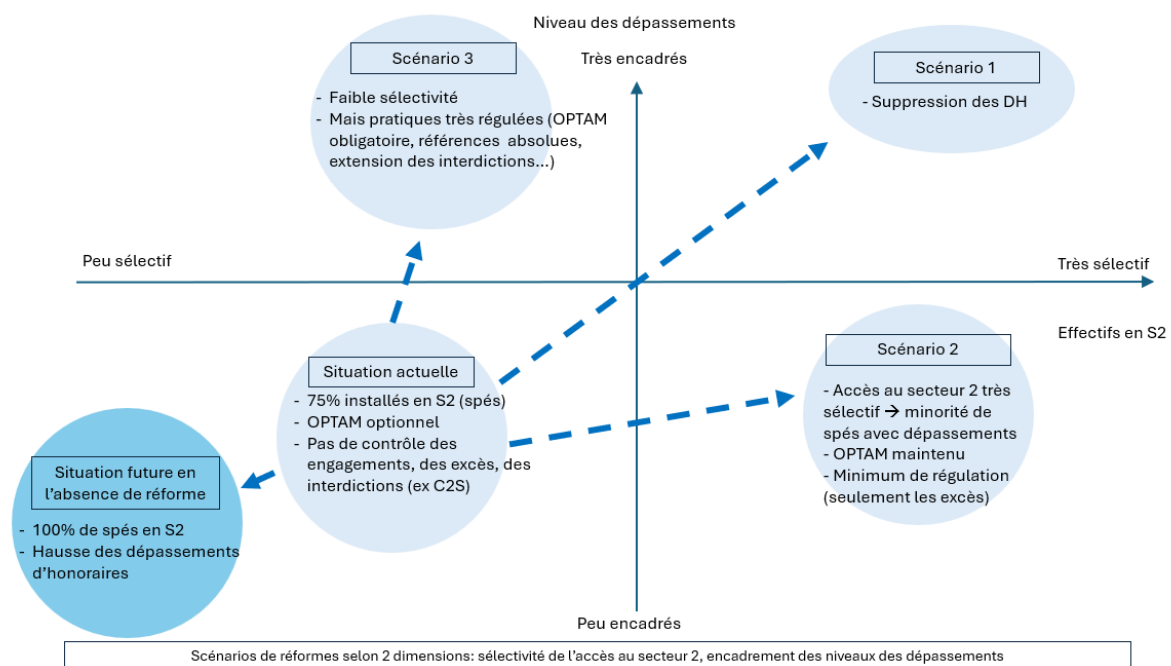 Niveau des dépassements
Très encadrés
Scénario 3
- Faible sélectivité
- Mais pratiques très régulées (OPTAM
obligatoire, références absolues,
extension des interdictions...)
Scénario 1
- Suppression des DH
Peu sélectif
Très sélectif
Effectifs en S2
Situation actuelle
- 75% installés en S2 (spés)
- OPTAM optionnel
- Pas de contrôle des
engagements, des excès, des
interdictions (ex C2S)
Scénario 2
- Accès au secteur 2 très
sélectif → minorité de
spés avec dépassements
- OPTAM maintenu
- Minimum de régulation
(seulement les excès)
Situation future en
l'absence de réforme
- 100% de spés en S2
- Hausse des dépassements
d'honoraires
Peu encadrés
Scénarios de réformes selon 2 dimensions: sélectivité de l'accès au secteur 2, encadrement des niveaux des dépassements